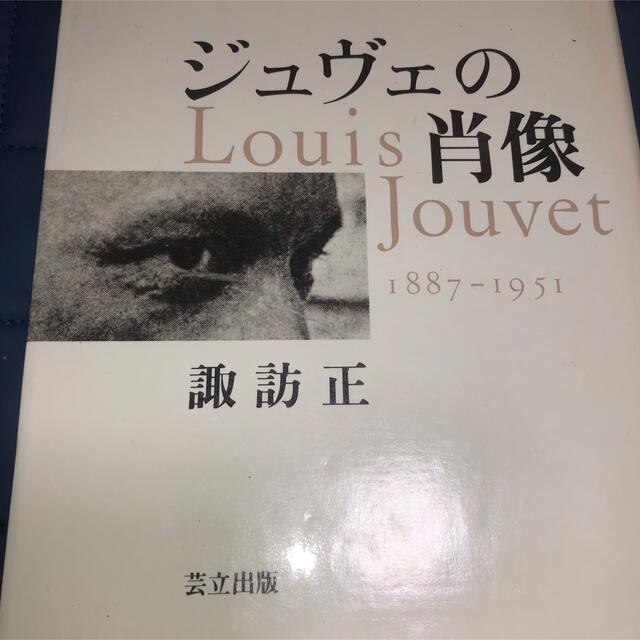 ジュヴェの
Louis 肖像
Jouvet
1887-1951
諏訪正
芸立出版